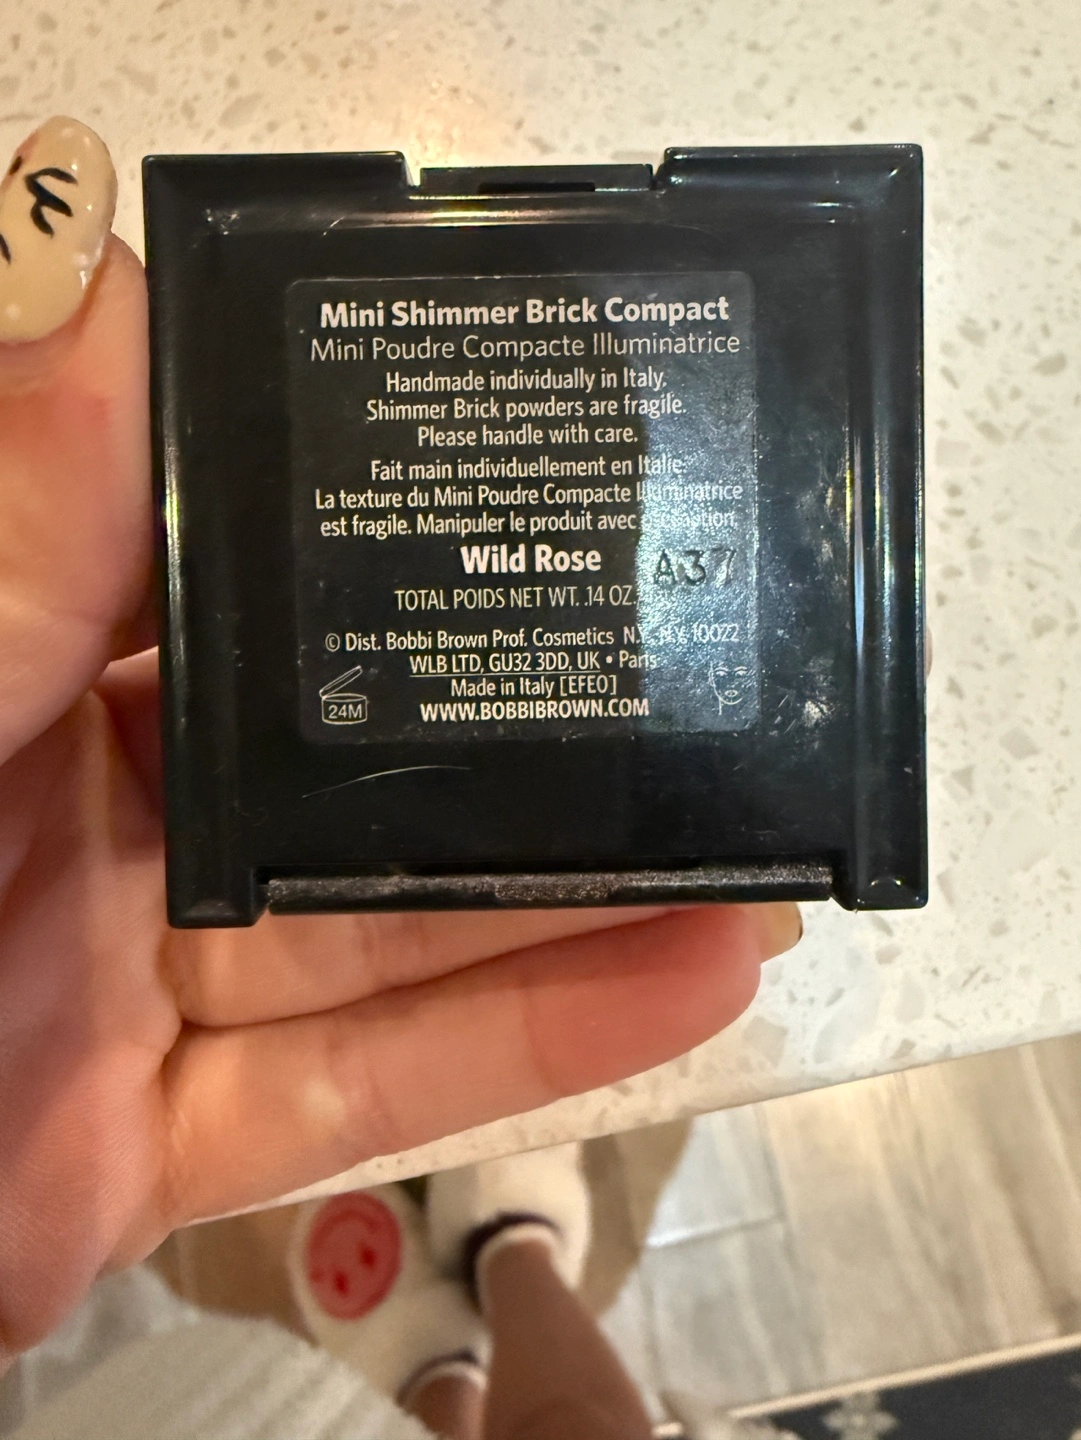 Mini Shimmer Brick Compact
Mini Poudre Compacte Illuminatrice
Handmade individually in Italy.
Shimmer Brick powders are fragile.
Please handle with care.
Fait main individuellement en Italie.
La texture du Mini Poudre Compacte Illuminatrice
est fragile. Manipuler le produit avec précaution.
Wild Rose
A37
TOTAL POIDS NET WT. .14 OZ.
© Dist. Bobbi Brown Prof. Cosmetics N.Y. N.Y. 10022
WLB LTD, GU32 3DD, UK • Paris
Made in Italy [EFEO]
24M
WWW.BOBBIBROWN.COM